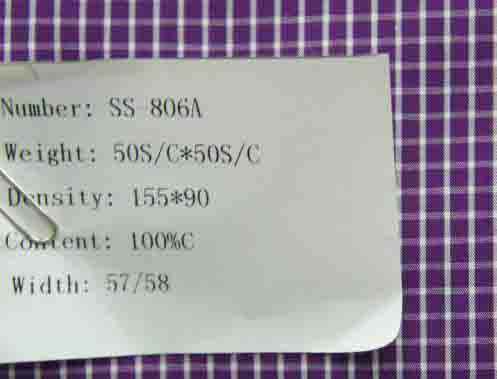 Number: SS-806A
Weight: 50S/C*50S/C
Density: 155*90
Content: 100%C
Width: 57/58